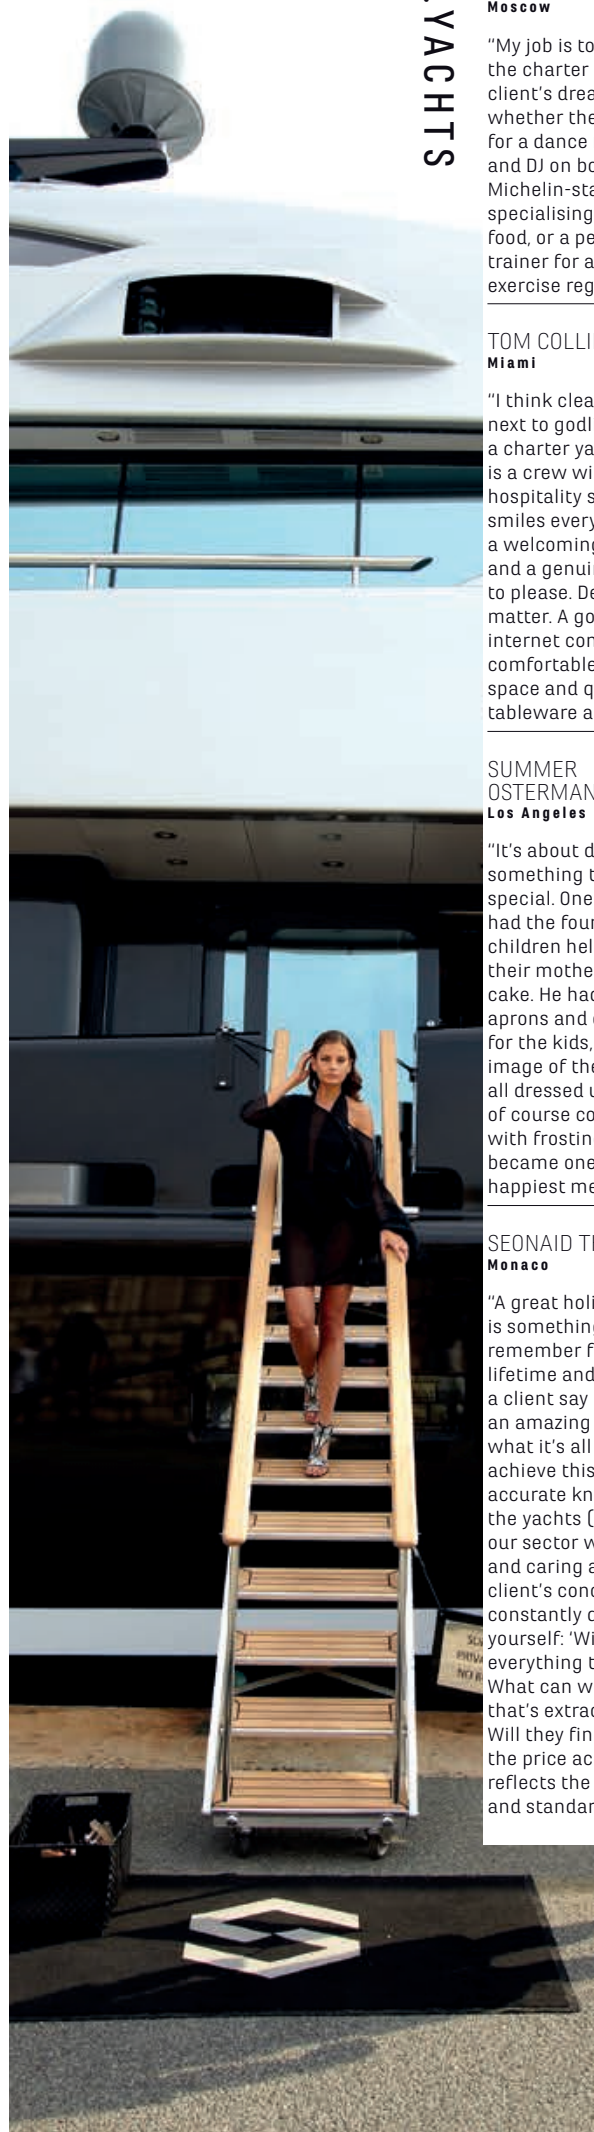 YACHTS
Moscow
"My job is to
the charter
client's drea
whether the
for a dance
and DJ on bo
Michelin-sta
specialising
food, or a pe
trainer for a
exercise reg
TOM COLLI
Miami
"I think clea
next to godl
a charter ya
is a crew wi
hospitality s
smiles every
a welcoming
and a genui
to please. De
matter. A go
internet con
comfortable
space and q
tableware a
SUMMER
OSTERMAN
Los Angeles
"It's about d
something t
special. One
had the four
children hel
their mothe
cake. He had
aprons and
for the kids,
image of the
all dressed u
of course co
with frostin
became one
happiest me
SEONAID TH
Monaco
"A great holi
is something
remember f
lifetime and
a client say
an amazing
what it's all
achieve this
accurate kn
the yachts (
our sector w
and caring a
client's cond
constantly q
yourself: 'Wi
everything t
What can w
that's extrac
Will they fin
the price ac
reflects the
and standar